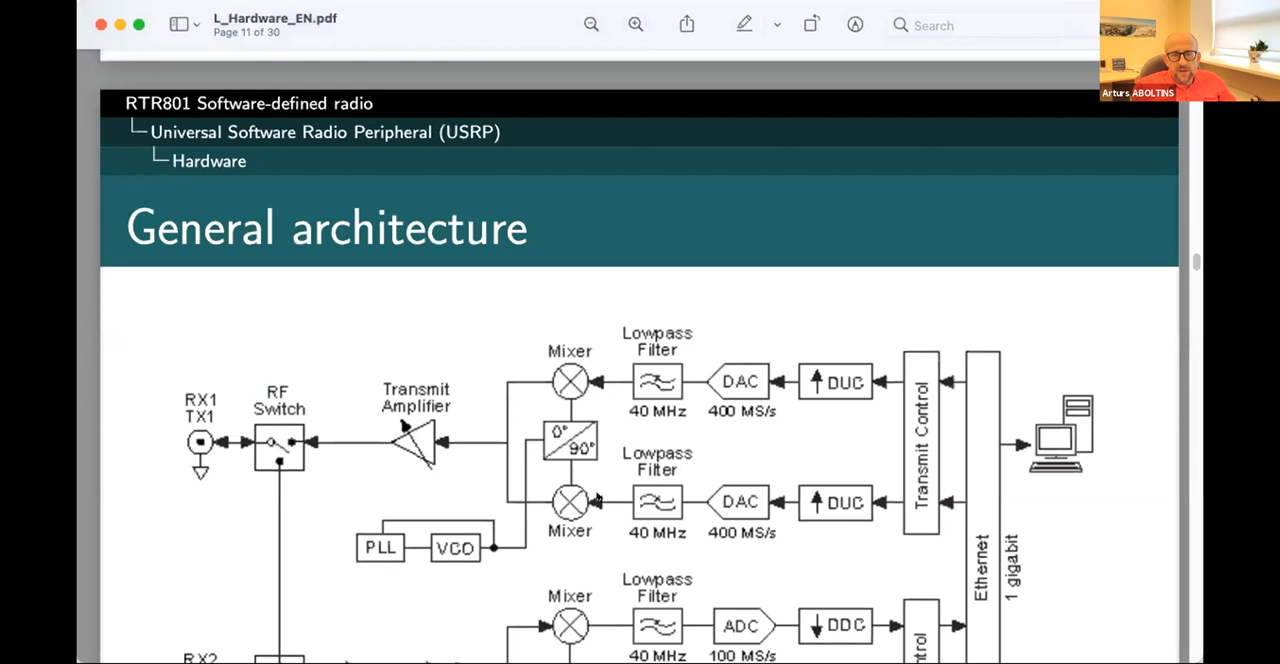 L_Hardware_EN.pdf
Page 11 of 30
Search
Arturs ABOLTINS
RTR801 Software-defined radio
Universal Software Radio Peripheral (USRP)
Hardware
General architecture
Lowpass
Filter
Mixer
DAC
DUC
40 MHz
400 MS/s
RX1
TX1
RF
Switch
Transmit
Amplifier
0°
90°
Transmit Control
Lowpass
Filter
DAC
DUC
Mixer
40 MHz
400 MS/s
PLL
VCO
Ethernet
1 gigabit
Lowpass
Filter
Mixer
ADC
DDC
40 MHz
100 MS/s
RX2